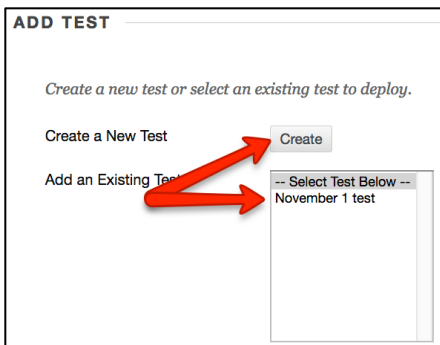 ADD TEST
Create a new test or select an existing test to deploy.
Create a New Test
Create
Add an Existing Test
-- Select Test Below --
November 1 test